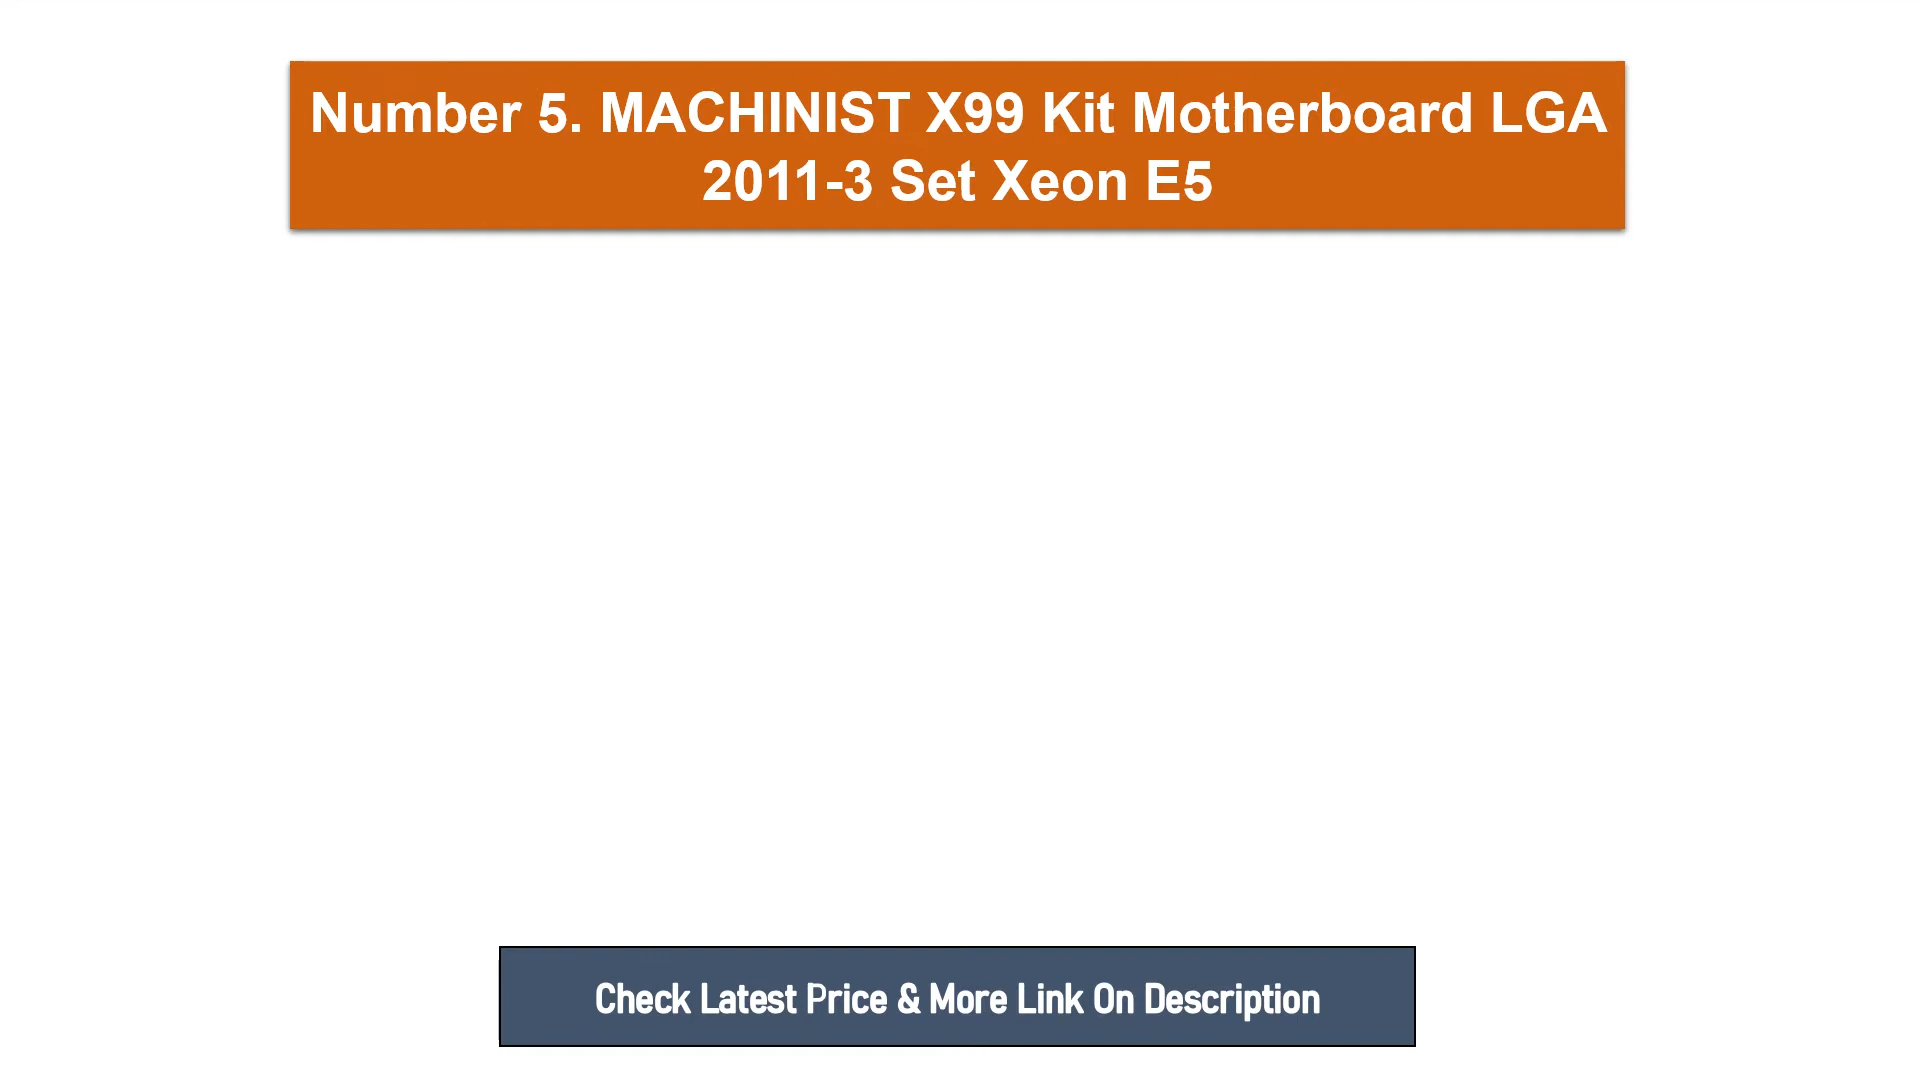 Number 5. MACHINIST X99 Kit Motherboard LGA
2011-3 Set Xeon E5
Check Latest Price & More Link On Description